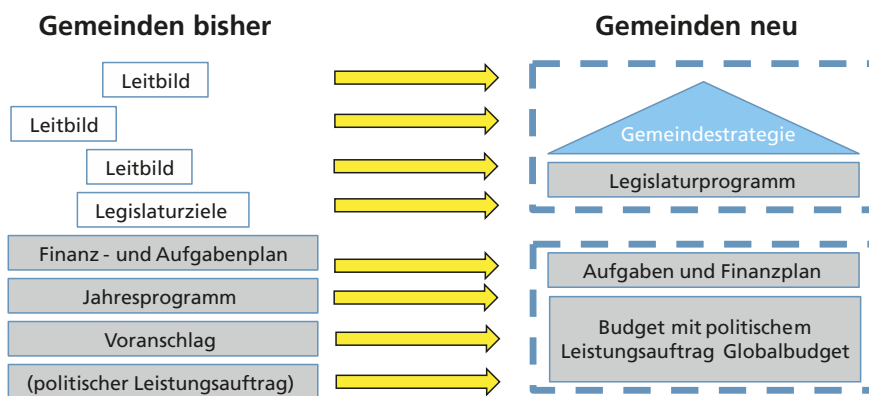 Gemeinden bisher
Leitbild
Leitbild
Leitbild
Legislaturziele
Finanz - und Aufgabenplan
Jahresprogramm
Voranschlag
(politischer Leistungsauftrag)
Gemeinden neu
Gemeindestrategie
Legislaturprogramm
Aufgaben und Finanzplan
Budget mit politischem
Leistungsauftrag Globalbudget